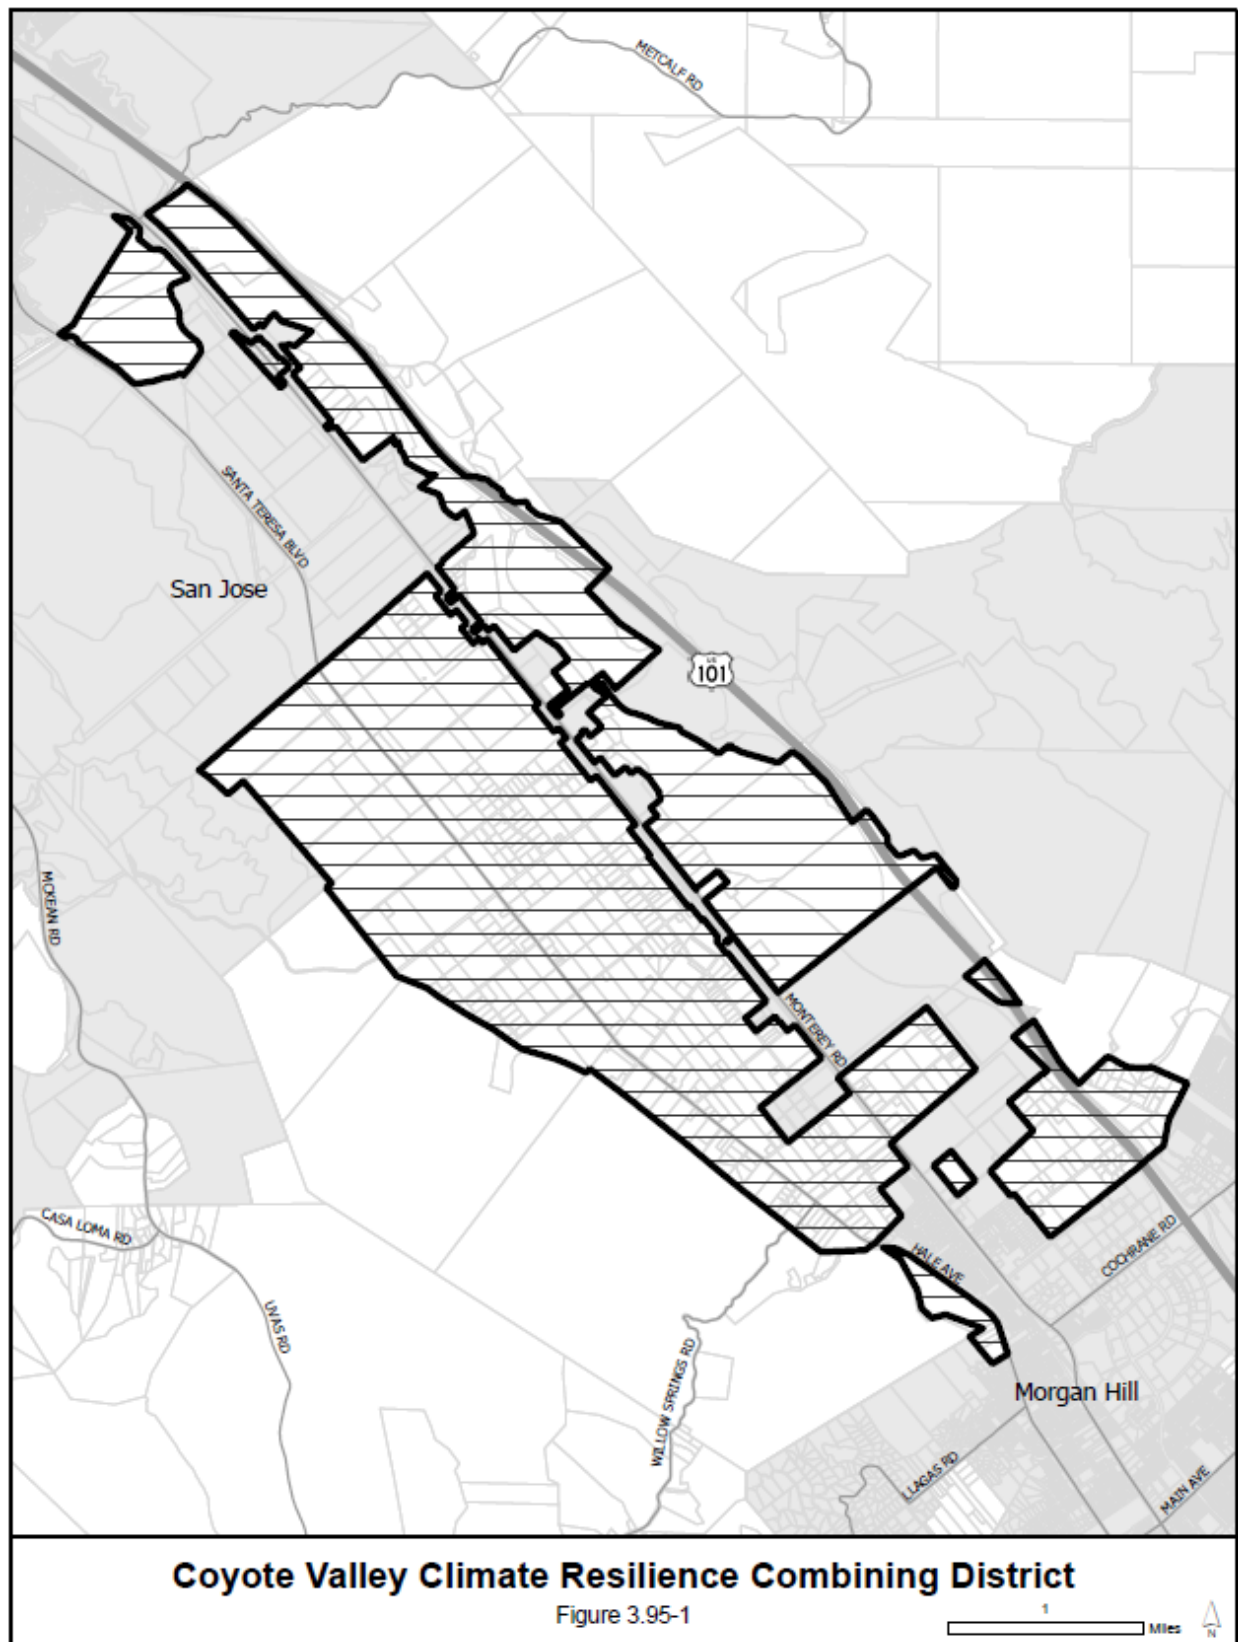 METCALF RD
SANTA TERESA BLVD
San Jose
US
101
MCKEAN RD
MONTEREY RD
CASA LOMA RD
UVAS RD
HALE AVE
COCHRANE RD
WILLOW SPRINGS RD
Morgan Hill
LLAGAS RD
MAIN AVE
Coyote Valley Climate Resilience Combining District
Figure 3.95-1
1
Miles
N